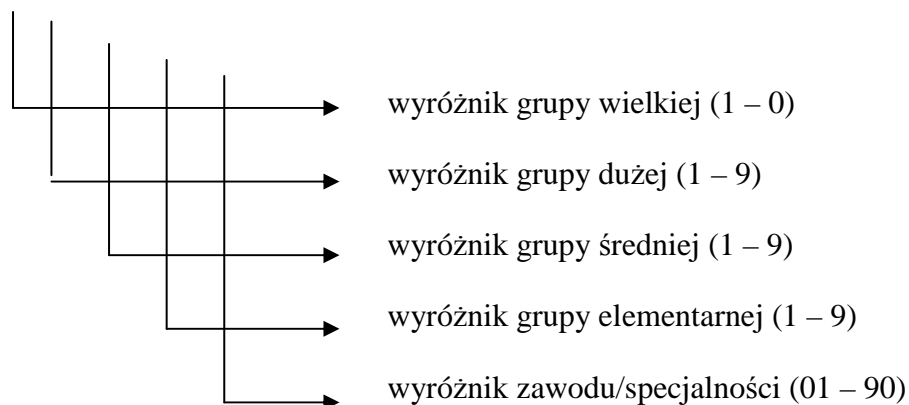 wyróżnik grupy wielkiej (1 – 0)
wyróżnik grupy dużej (1 – 9)
wyróżnik grupy średniej (1 – 9)
wyróżnik grupy elementarnej (1 – 9)
wyróżnik zawodu/specjalności (01 – 90)